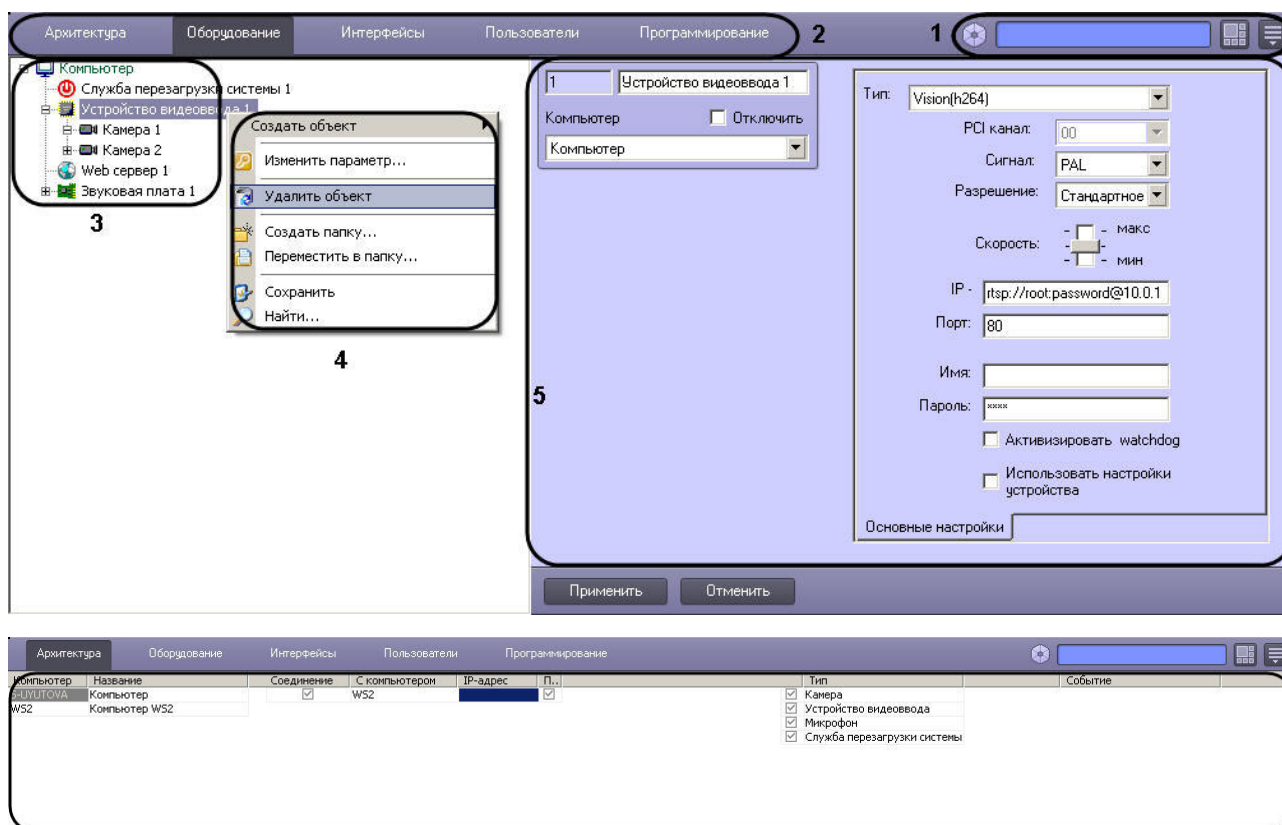 Архитектура Оборудование Интерфейсы Пользователи Программирование 2 1
Компьютер
Служба перезагрузки системы 1
Устройство видеоввода 1
Камера 1
Камера 2
Web сервер 1
Звуковая плата 1
3
Создать объект
Изменить параметр...
Удалить объект
Создать папку...
Переместить в папку...
Сохранить
Найти...
4
1 Устройство видеоввода 1
Компьютер Отключить
Компьютер
5
Тип: Vision(h264)
PCI канал: 00
Сигнал: PAL
Разрешение: Стандартное
Скорость: - - макс
- -
- - мин
IP - rtsp://root:password@10.0.1
Порт: 80
Имя:
Пароль: ****
Активизировать watchdog
Использовать настройки
устройства
Основные настройки
Применить Отменить
Архитектура Оборудование Интерфейсы Пользователи Программирование
Компьютер Название Соединение С компьютером IP-адрес П... Тип Событие
S-UYUTOVA Компьютер WS2 Камера
WS2 Компьютер WS2 Устройство видеоввода
Микрофон
Служба перезагрузки системы